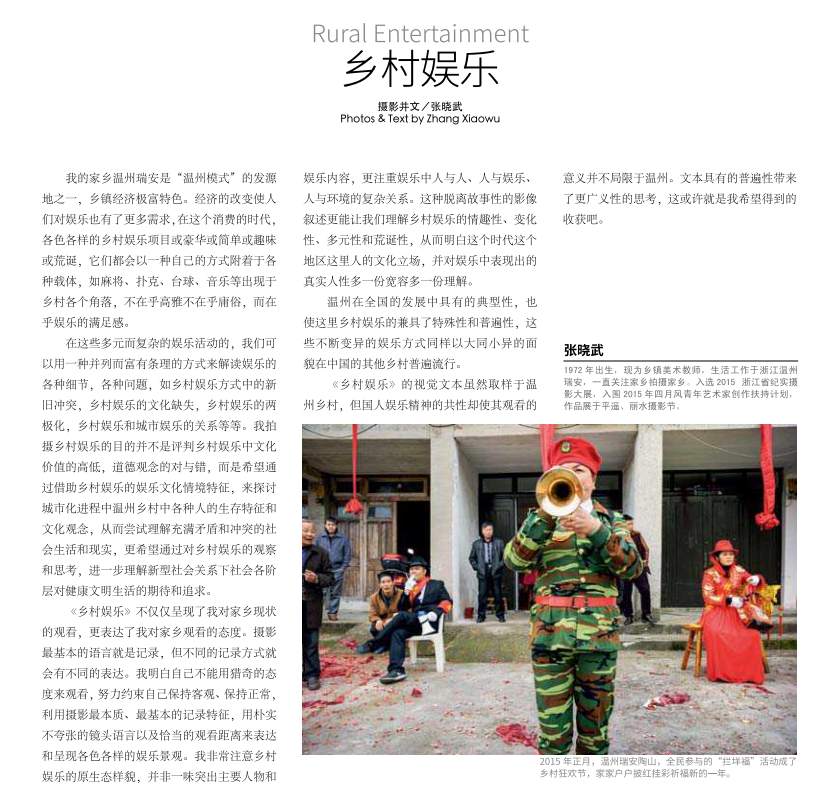 Rural Entertainment
乡村娱乐
摄影并文／张晓武
Photos & Text by Zhang Xiaowu
我的家乡温州瑞安是“温州模式”的发源
地之一，乡镇经济极富特色。经济的改变使人
们对娱乐也有了更多需求，在这个消费的时代，
各色各样的乡村娱乐项目或豪华或简单或趣味
或荒诞，它们都会以一种自己的方式附着于各
种载体，如麻将、扑克、台球、音乐等出现于
乡村各个角落，不在乎高雅不在乎庸俗，而在
乎娱乐的满足感。
在这些多元而复杂的娱乐活动的，我们可
以用一种并列而富有条理的方式来解读娱乐的
各种细节，各种问题，如乡村娱乐方式中的新
旧冲突，乡村娱乐的文化缺失，乡村娱乐的两
极化，乡村娱乐和城市娱乐的关系等等。我拍
摄乡村娱乐的目的并不是评判乡村娱乐中文化
价值的高低，道德观念的对与错，而是希望通
过借助乡村娱乐的娱乐文化情境特征，来探讨
城市化进程中温州乡村中各种人的生存特征和
文化观念，从而尝试理解充满矛盾和冲突的社
会生活和现实，更希望通过对乡村娱乐的观察
和思考，进一步理解新型社会关系下社会各阶
层对健康文明生活的期待和追求。
《乡村娱乐》不仅仅呈现了我对家乡现状
的观看，更表达了我对家乡观看的态度。摄影
最基本的语言就是记录，但不同的记录方式就
会有不同的表达。我明白自己不能用猎奇的态
度来观看，努力约束自己保持客观、保持正常，
利用摄影最本质、最基本的记录特征，用朴实
不夸张的镜头语言以及恰当的观看距离来表达
和呈现各色各样的娱乐景观。我非常注意乡村
娱乐的原生态样貌，并非一味突出主要人物和
娱乐内容，更注重娱乐中人与人、人与娱乐、
人与环境的复杂关系。这种脱离故事性的影像
叙述更能让我们理解乡村娱乐的情趣性、变化
性、多元性和荒诞性，从而明白这个时代这个
地区这里人的文化立场，并对娱乐中表现出的
真实人性多一份宽容多一份理解。
温州在全国的发展中具有的典型性，也
使这里乡村娱乐的兼具了特殊性和普遍性，这
些不断变异的娱乐方式同样以大同小异的面
貌在中国的其他乡村普遍流行。
《乡村娱乐》的视觉文本虽然取样于温
州乡村，但国人娱乐精神的共性却使其观看的
意义并不局限于温州。文本具有的普遍性带来
了更广义性的思考，这或许就是我希望得到的
收获吧。
张晓武
1972 年出生，现为乡镇美术教师，生活工作于浙江温州
瑞安，一直关注家乡拍摄家乡。入选 2015 浙江省纪实摄
影大展，入围 2015 年四月风青年艺术家创作扶持计划，
作品展于平遥、丽水摄影节。
2015 年正月，温州瑞安陶山，全民参与的“拦垟福”活动成了
乡村狂欢节，家家户户披红挂彩祈福新的一年。